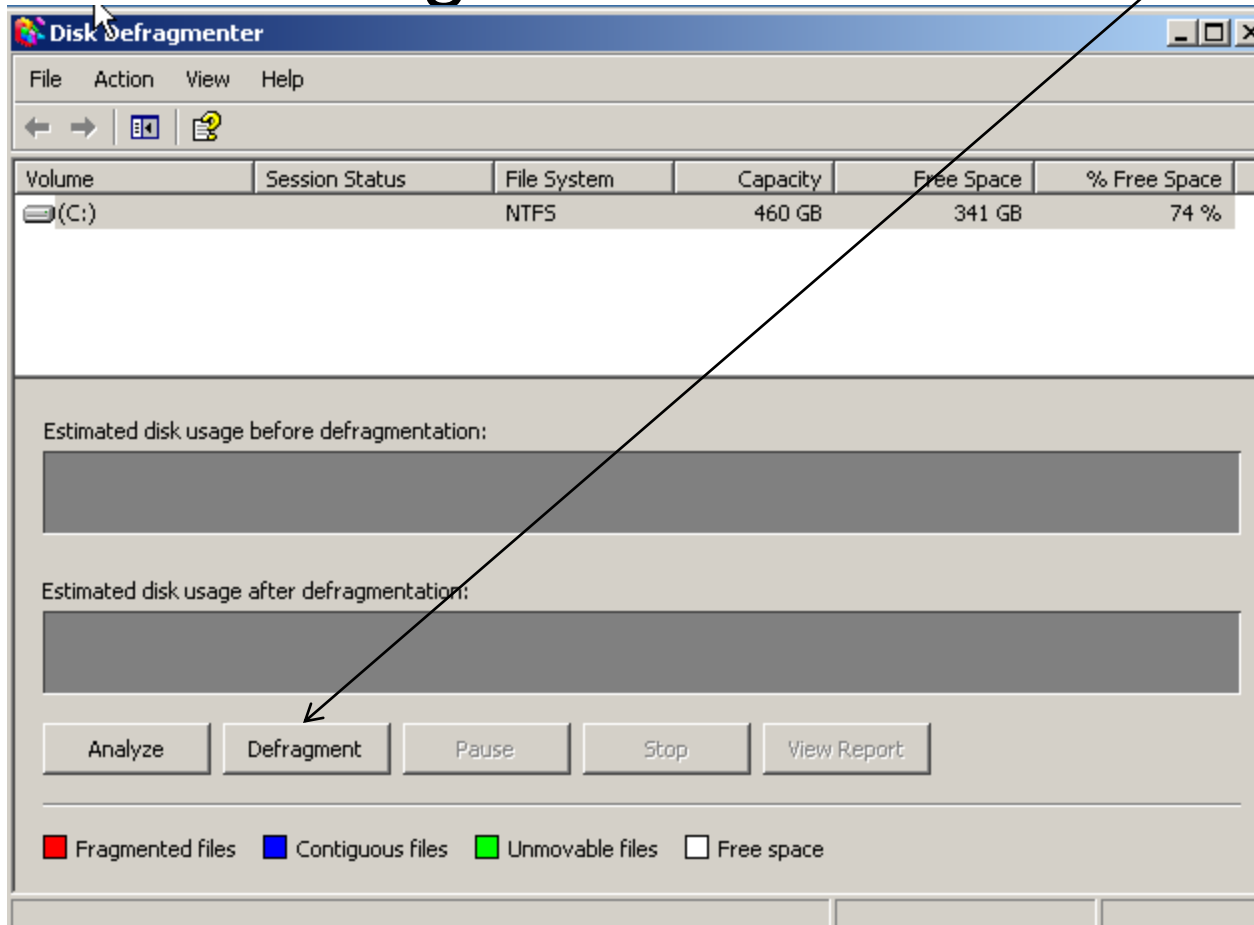 Disk Defragmenter
File Action View Help
Volume Session Status File System Capacity Free Space % Free Space
(C:) NTFS 460 GB 341 GB 74 %
Estimated disk usage before defragmentation:
Estimated disk usage after defragmentation:
Analyze Defragment Pause Stop View Report
Fragmented files Contiguous files Unmovable files Free space